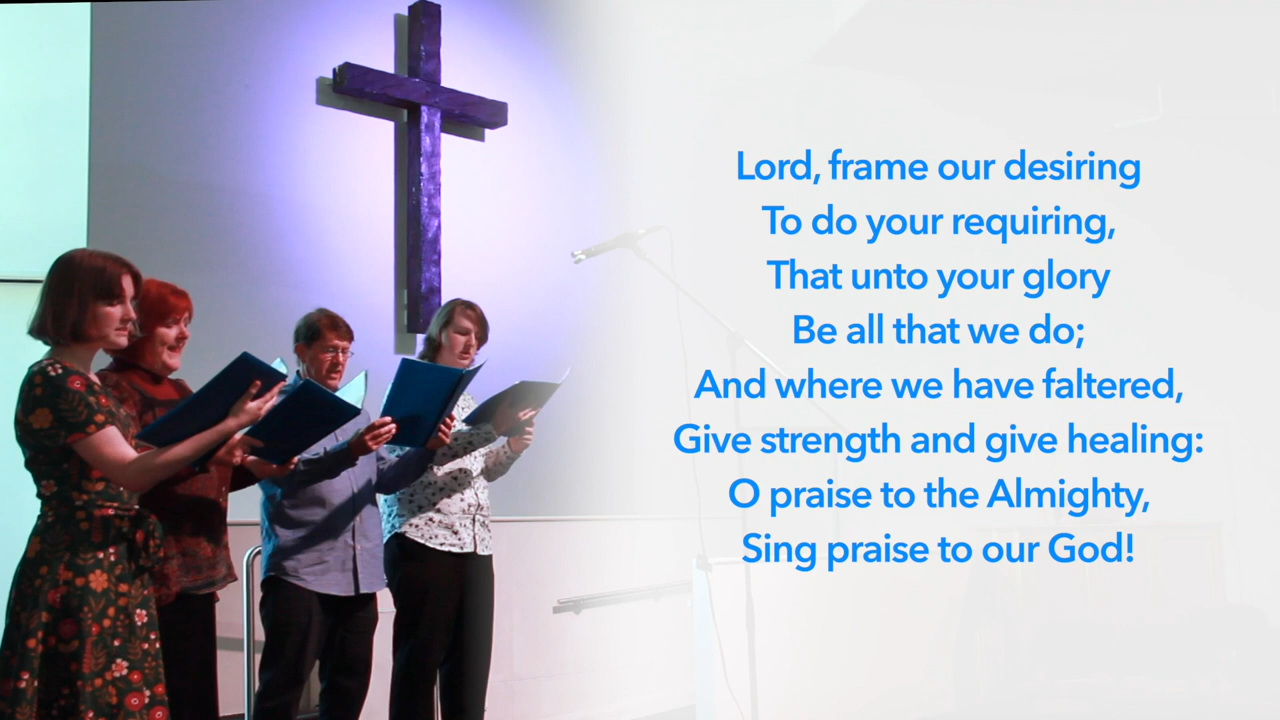 Lord, frame our desiring
To do your requiring,
That unto your glory
Be all that we do;
And where we have faltered,
Give strength and give healing:
O praise to the Almighty,
Sing praise to our God!